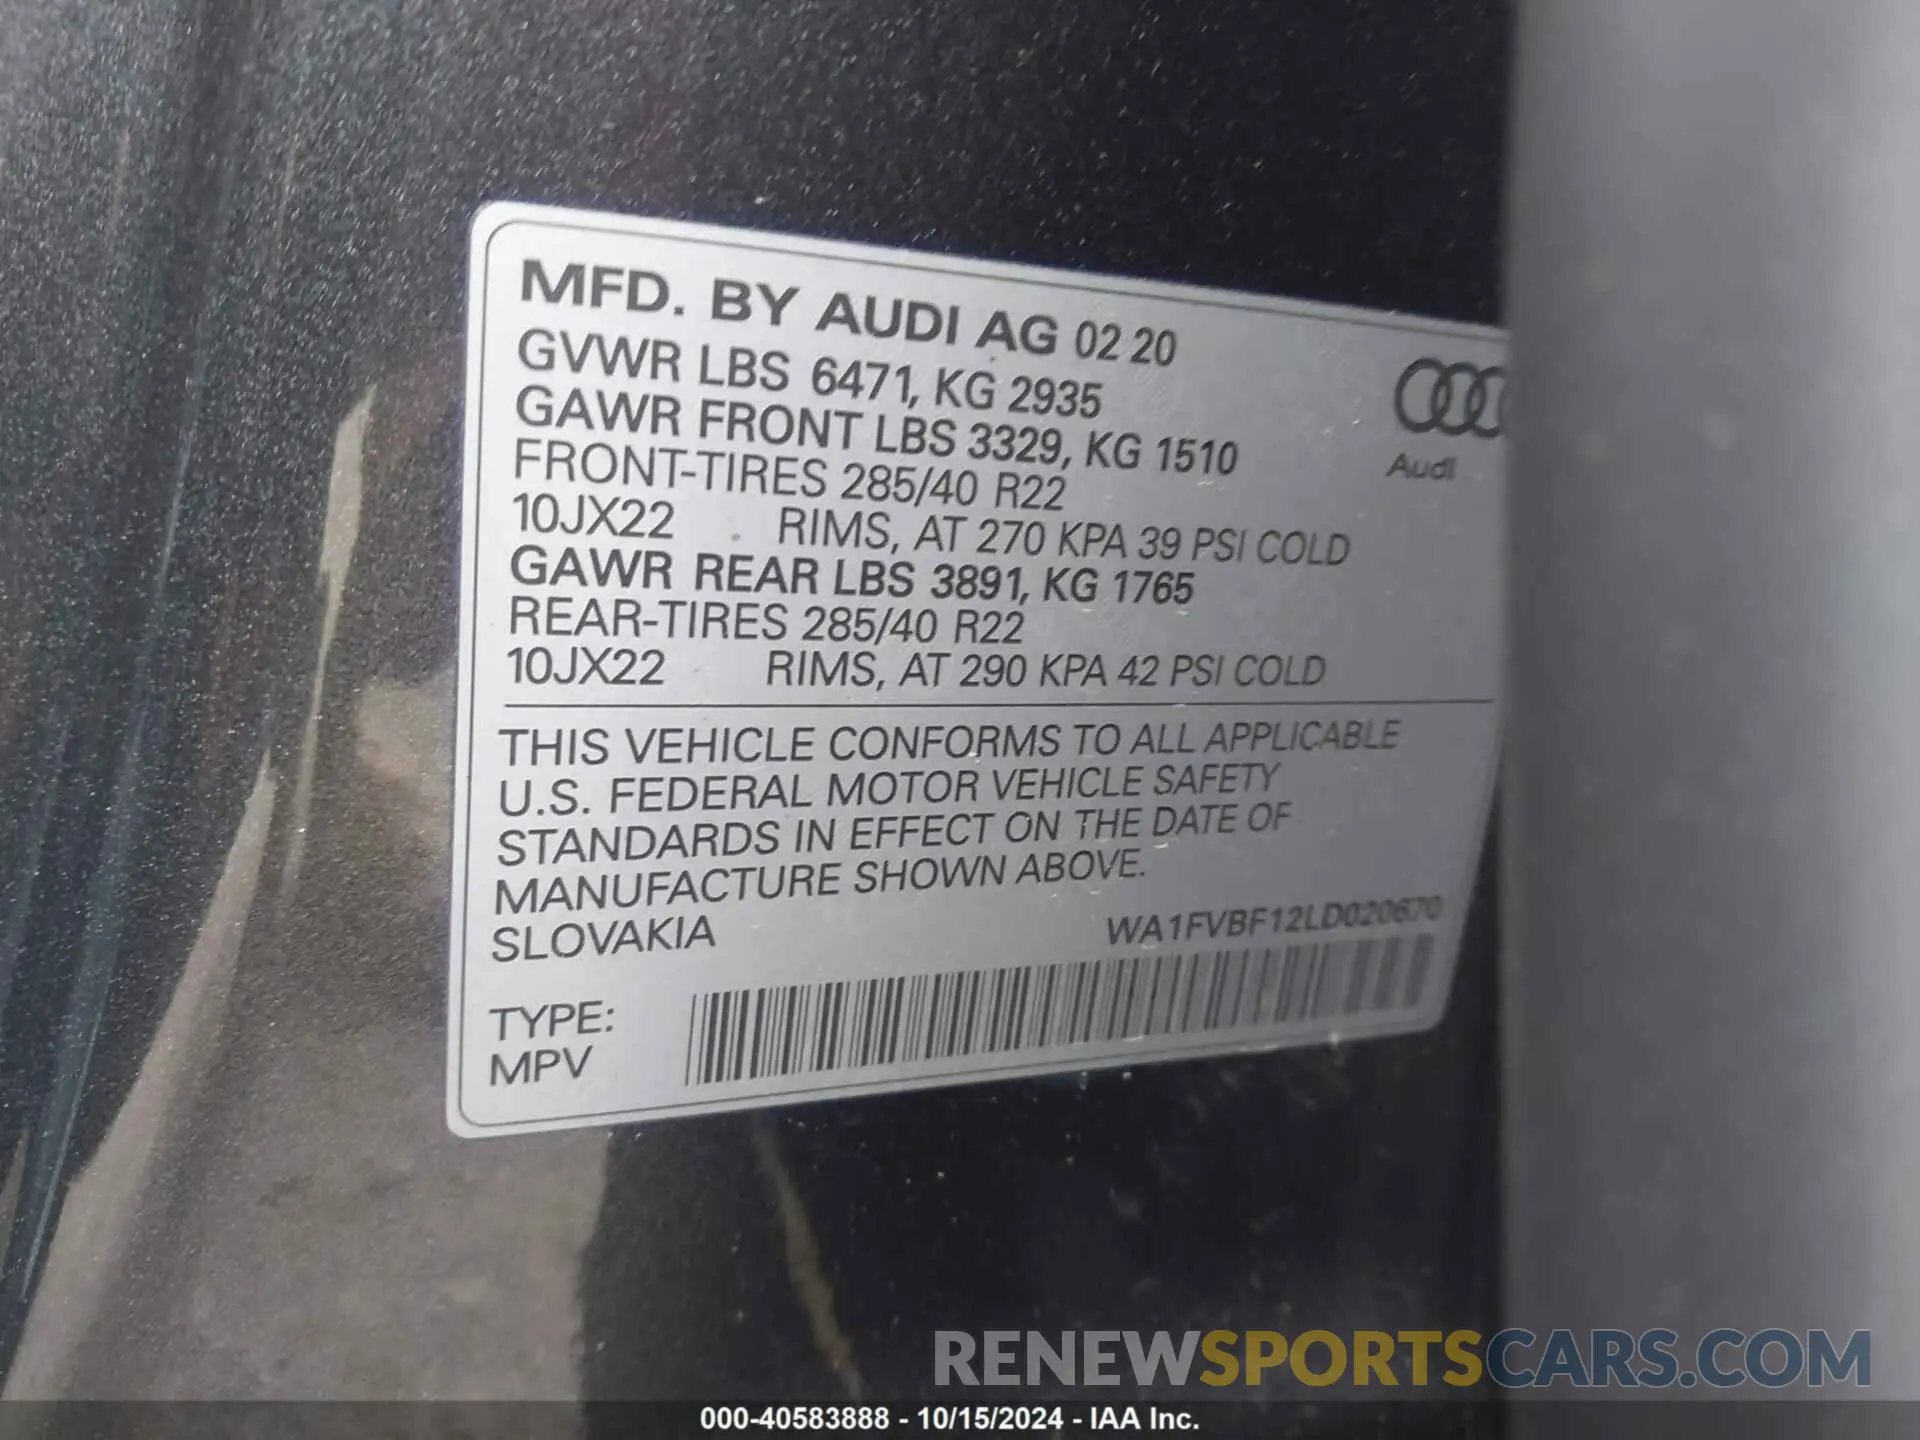 MFD. BY AUDI AG 02 20
GVWR LBS 6471, KG 2935
GAWR FRONT LBS 3329, KG 1510
FRONT-TIRES 285/40 R22
10JX22 RIMS, AT 270 KPA 39 PSI COLD
GAWR REAR LBS 3891, KG 1765
REAR-TIRES 285/40 R22
10JX22 RIMS, AT 290 KPA 42 PSI COLD
Audi
THIS VEHICLE CONFORMS TO ALL APPLICABLE
U.S. FEDERAL MOTOR VEHICLE SAFETY
STANDARDS IN EFFECT ON THE DATE OF
MANUFACTURE SHOWN ABOVE.
SLOVAKIA
WA1FVBF12LD020670
TYPE:
MPV
RENEWSPORTSCARS.COM
000-40583888 - 10/15/2024 - IAA Inc.